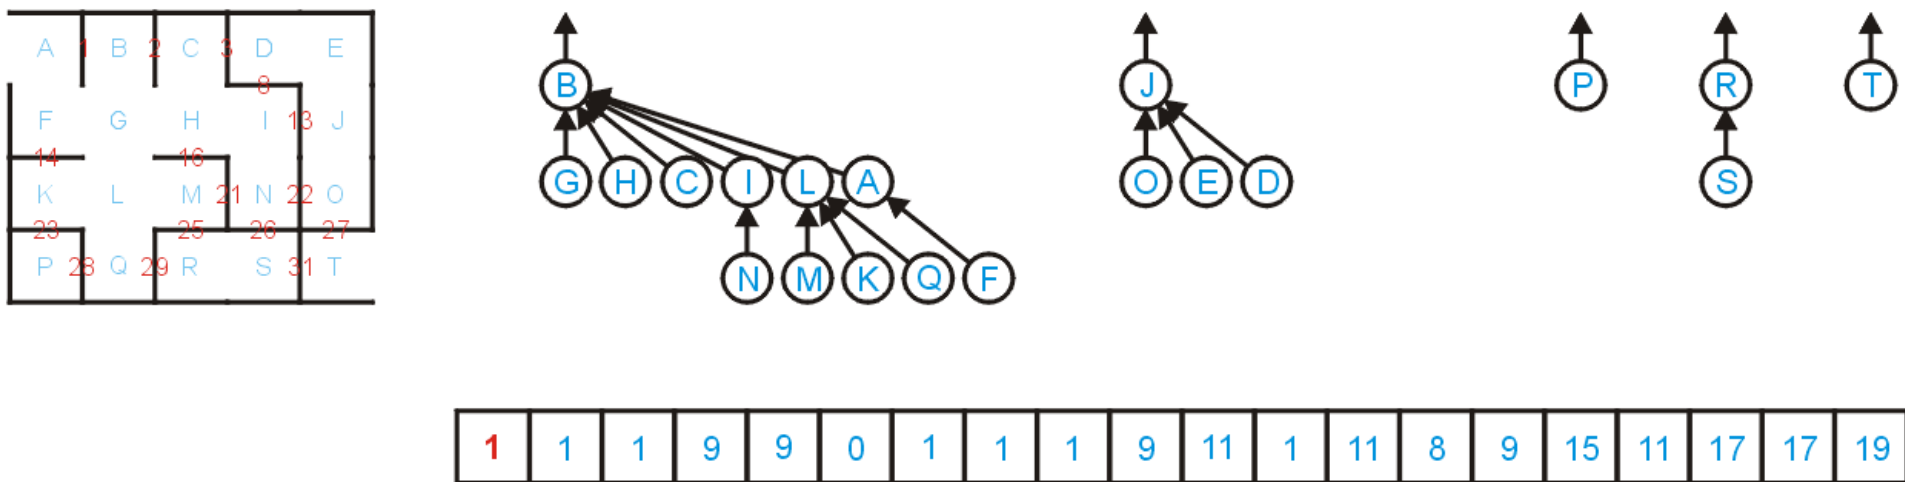 A 1 B 2 C 3 D E
8
F G H I 13 J
14 16
K L M 21 N 22 O
23 25 26 27
P 28 Q 29 R S 31 T
B J P R T
G H C I L A O E D S
N M K Q F
1 1 1 9 9 0 1 1 1 9 11 1 11 8 9 15 11 17 17 19